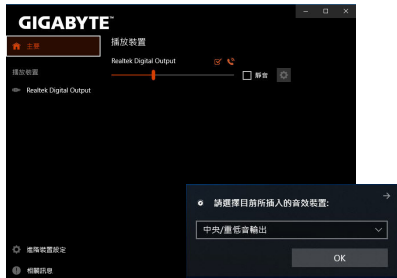 GIGABYTE™
主要
播放裝置
Realtek Digital Output
播放裝置
Realtek Digital Output
靜音
請選擇目前所插入的音效裝置:
中央/重低音輸出
OK
進階裝置設定
相關訊息